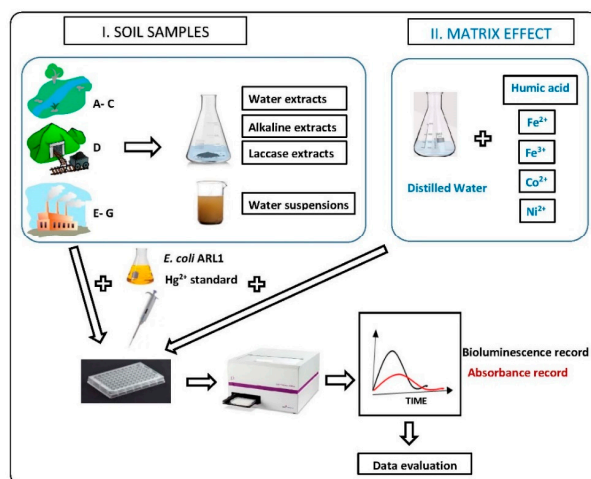 I. SOIL SAMPLES
II. MATRIX EFFECT
A- C
D
E- G
Water extracts
Alkaline extracts
Laccase extracts
Water suspensions
Distilled Water
Humic acid
Fe²⁺
Fe³⁺
Co²⁺
Ni²⁺
E. coli ARL1
Hg²⁺ standard
Bioluminescence record
Absorbance record
TIME
Data evaluation